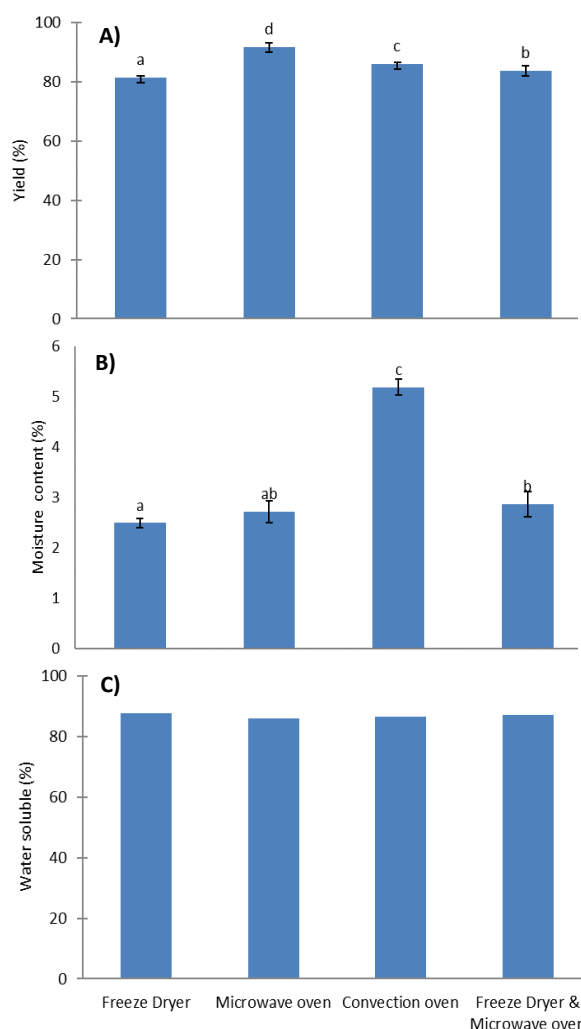 A)
Yield (%)
100
80
60
40
20
0
a
d
c
b
B)
Moisture content (%)
6
5
4
3
2
1
0
a
ab
c
b
C)
Water soluble (%)
100
80
60
40
20
0
Freeze Dryer
Microwave oven
Convection oven
Freeze Dryer &
Microwave oven